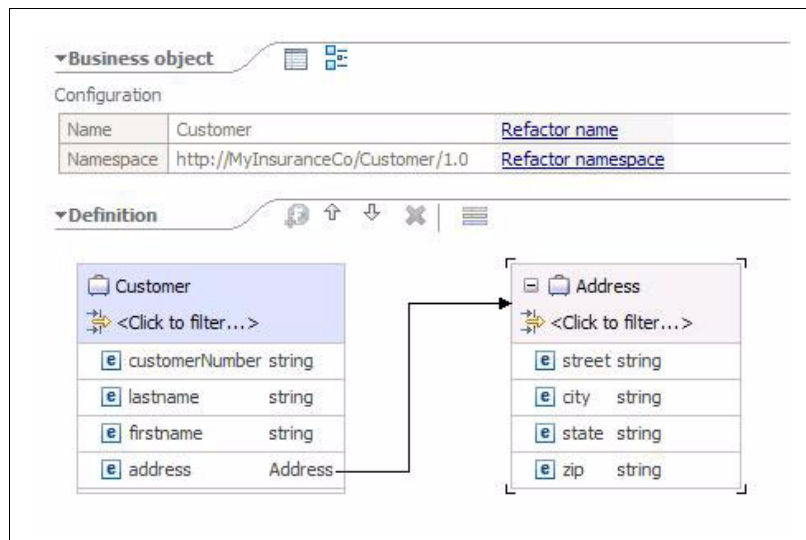 Business object
Configuration
Name Customer Refactor name
Namespace http://MyInsuranceCo/Customer/1.0 Refactor namespace
Definition
Customer
<Click to filter...>
e customerNumber string
e lastname string
e firstname string
e address Address
Address
<Click to filter...>
e street string
e city string
e state string
e zip string